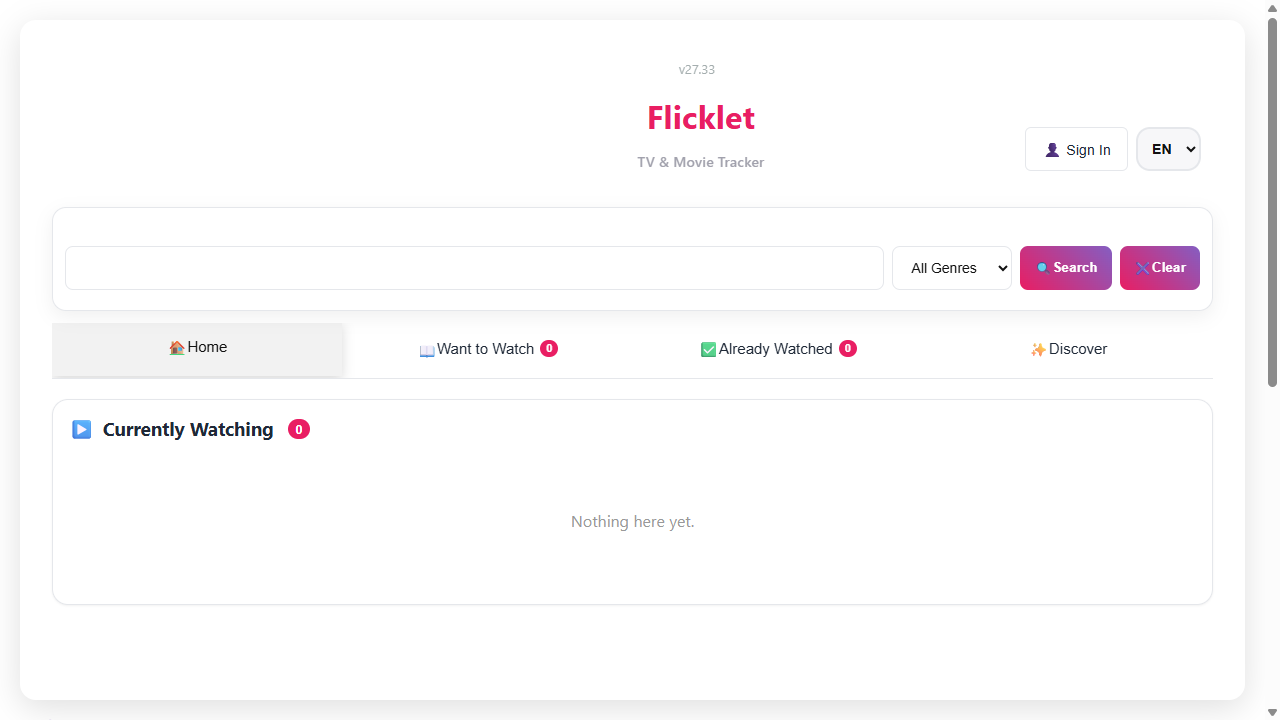 v27.33
Flicklet
TV & Movie Tracker
👤 Sign In
EN
All Genres
🔍 Search
❌ Clear
🏠 Home
📖 Want to Watch 0
✅ Already Watched 0
✨ Discover
▶️ Currently Watching 0
Nothing here yet.